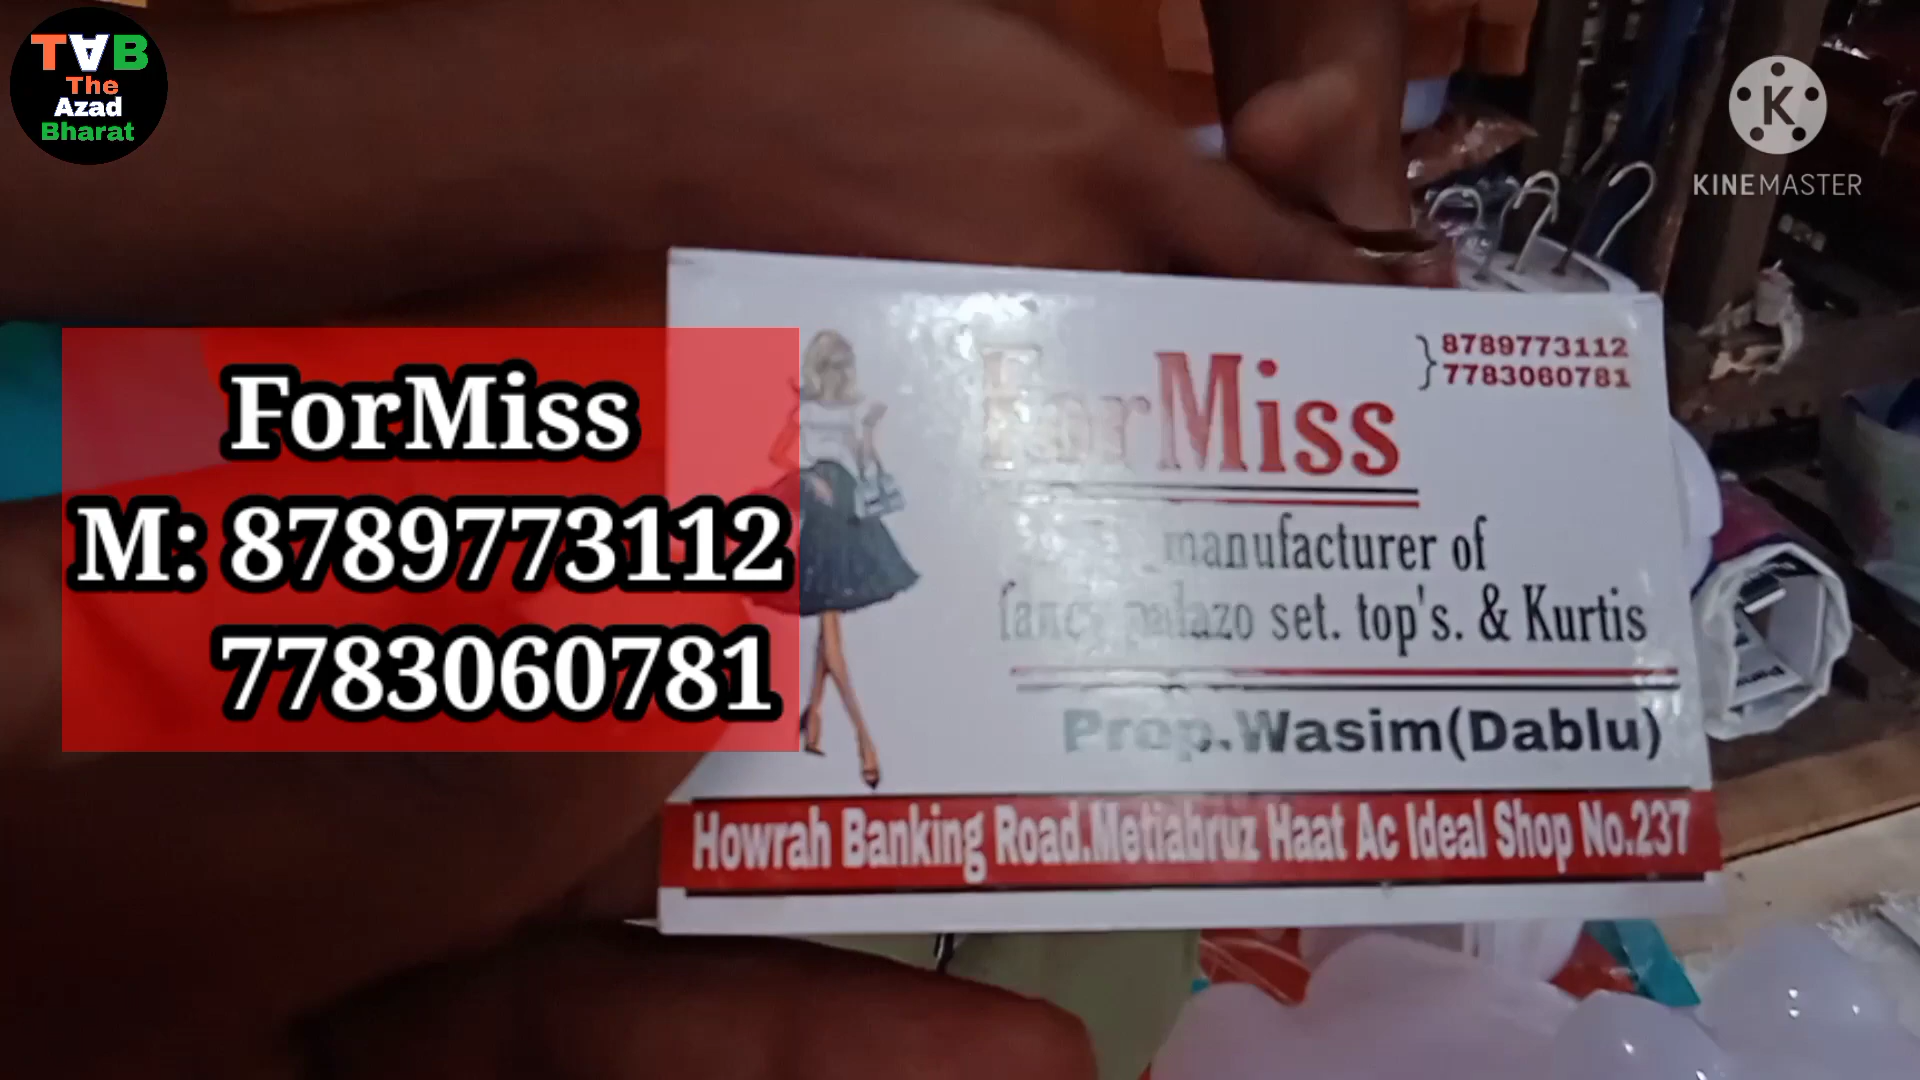 TAB
The
Azad
Bharat
K
KINEMASTER
ForMiss
M: 8789773112
7783060781
ForMiss
8789773112
7783060781
manufacturer of
fancy palazo set. top's. & Kurtis
Prop.Wasim(Dablu)
Howrah Banking Road.Metiabruz Haat Ac Ideal Shop No.237